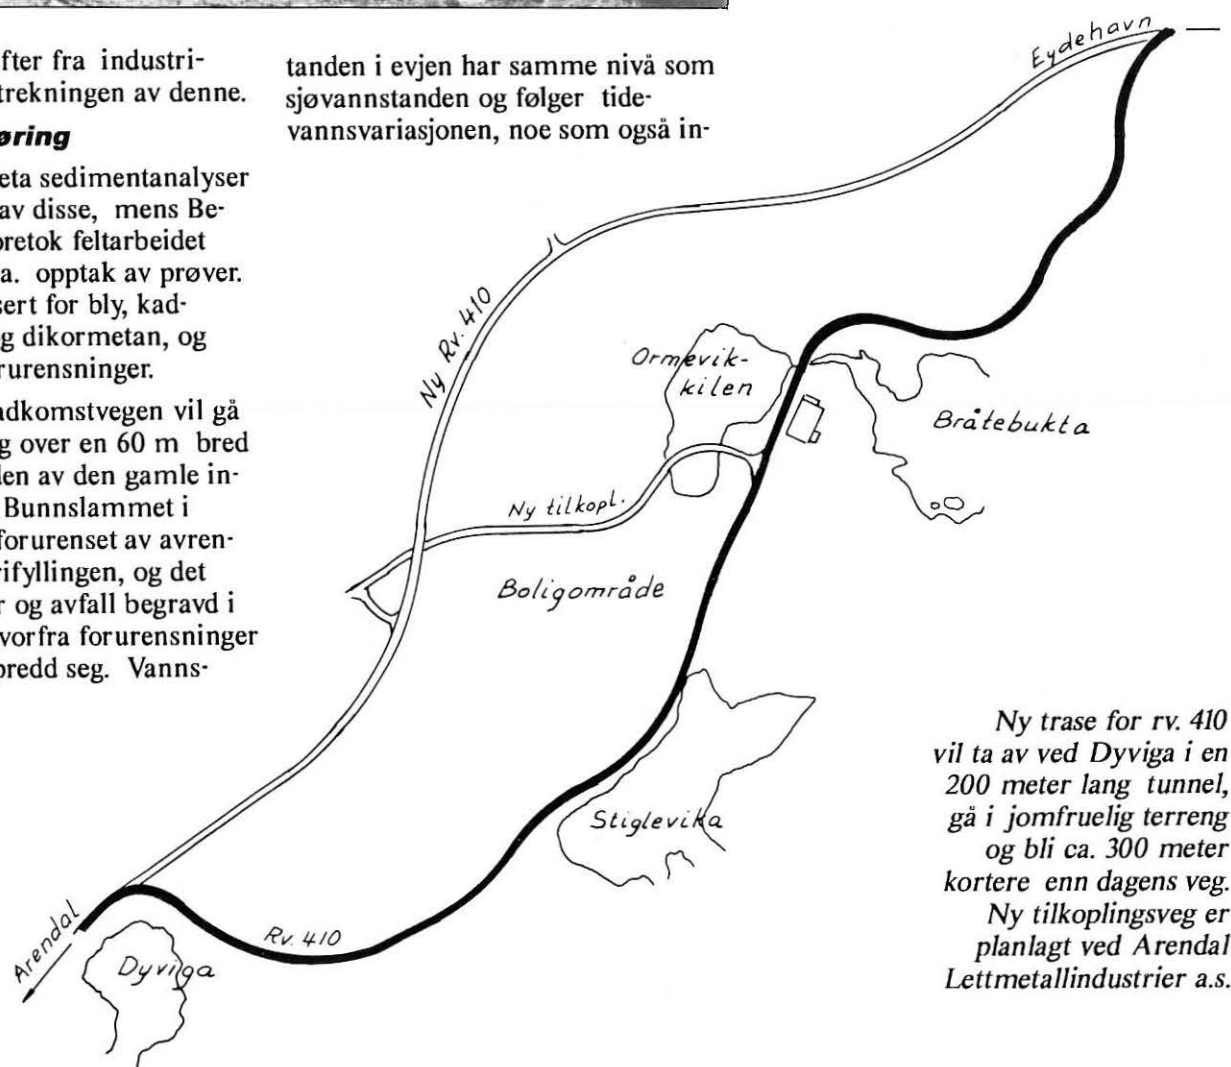 fter fra industri-
trekningen av denne.
øring
eta sedimentanalyser
av disse, mens Be-
oretok feltarbeidet
a. opptak av prøver.
sert for bly, kad-
g dikormetan, og
rurensninger.
dkomstvegen vil gå
g over en 60 m bred
len av den gamle in-
Bunnslammet i
forurenset av avren-
rifyllingen, og det
r og avfall begravd i
vorfra forurensninger
oredd seg. Vanns-
tanden i evjen har samme nivå som
sjøvannstanden og følger tide-
vannsvariasjonen, noe som også in-
Eydehavn
Ny Rv. 410
Ormevik-
kilen
Bråtebukta
Ny tilkopl.
Boligområde
Stiglevika
Rv. 410
Arendal
Dyviga
Ny trase for rv. 410
vil ta av ved Dyviga i en
200 meter lang tunnel,
gå i jomfruelig terreng
og bli ca. 300 meter
kortere enn dagens veg.
Ny tilkoplingsveg er
planlagt ved Arendal
Lettmetallindustrier a.s.